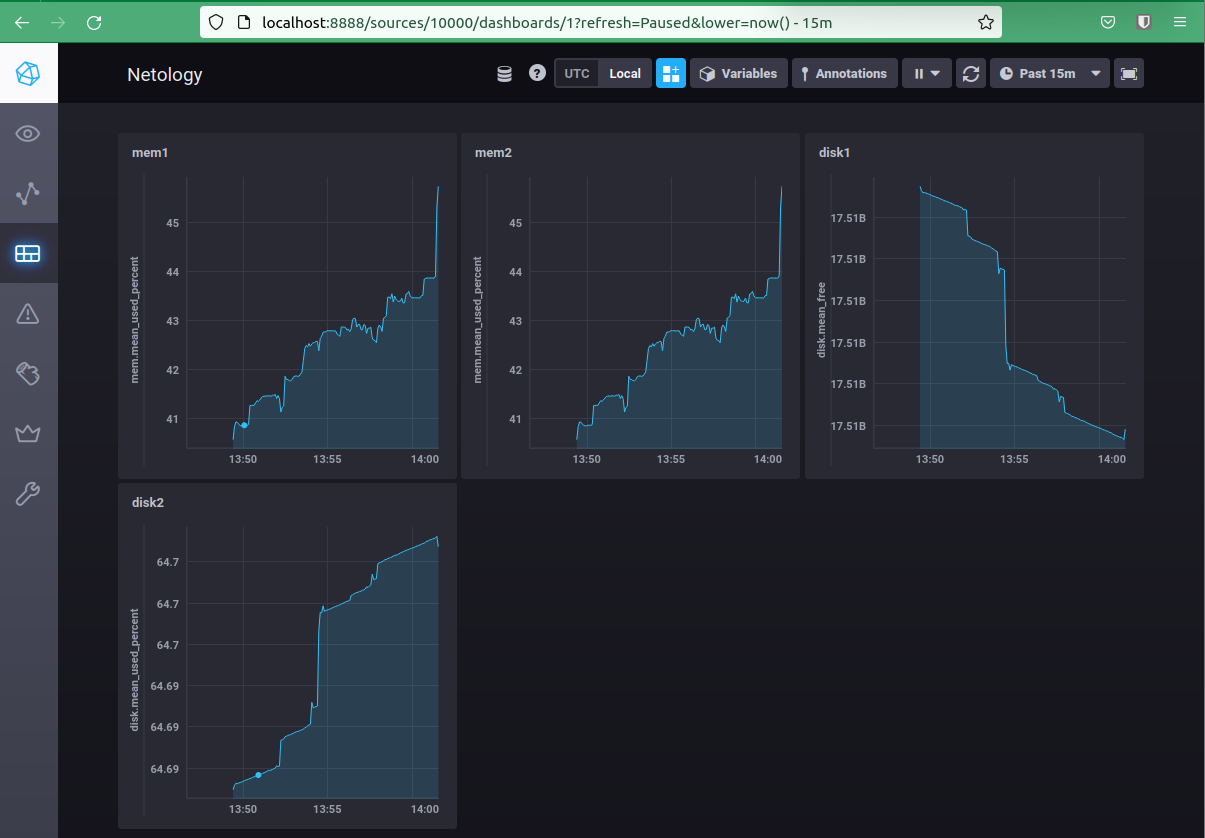 localhost:8888/sources/10000/dashboards/1?refresh=Paused&lower=now() - 15m
Netology
?
UTC
Local
Variables
Annotations
Past 15m
mem1
mem.mean_used_percent
45
44
43
42
41
13:50
13:55
14:00
mem2
mem.mean_used_percent
45
44
43
42
41
13:50
13:55
14:00
disk1
disk.mean_free
17.51B
17.51B
17.51B
17.51B
17.51B
17.51B
13:50
13:55
14:00
disk2
disk.mean_used_percent
64.7
64.7
64.7
64.69
64.69
64.69
13:50
13:55
14:00